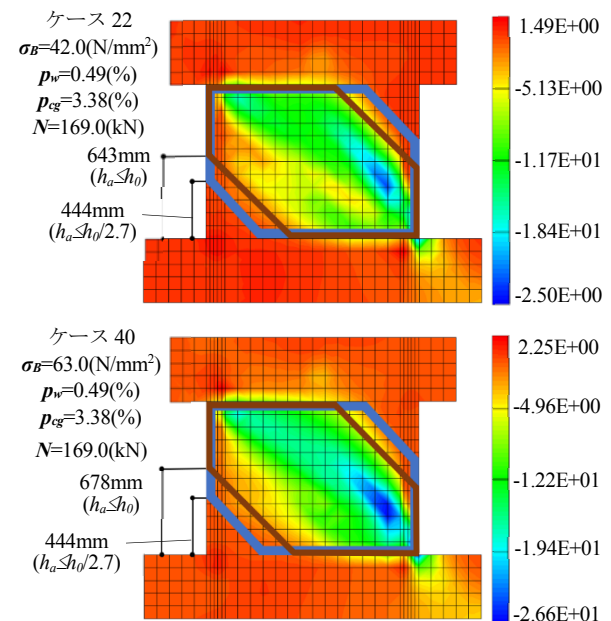 ケース 22
σB=42.0(N/mm²)
pw=0.49(%)
pcg=3.38(%)
N=169.0(kN)
643mm
(ha≤h0)
444mm
(ha≤h0/2.7)
1.49E+00
-5.13E+00
-1.17E+01
-1.84E+01
-2.50E+00
ケース 40
σB=63.0(N/mm²)
pw=0.49(%)
pcg=3.38(%)
N=169.0(kN)
678mm
(ha≤h0)
444mm
(ha≤h0/2.7)
2.25E+00
-4.96E+00
-1.22E+01
-1.94E+01
-2.66E+01